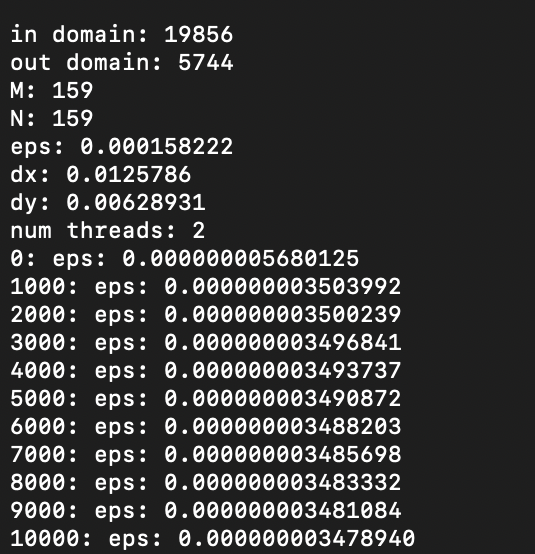 in domain: 19856
out domain: 5744
M: 159
N: 159
eps: 0.000158222
dx: 0.0125786
dy: 0.00628931
num threads: 2
0: eps: 0.000000005680125
1000: eps: 0.000000003503992
2000: eps: 0.000000003500239
3000: eps: 0.000000003496841
4000: eps: 0.000000003493737
5000: eps: 0.000000003490872
6000: eps: 0.000000003488203
7000: eps: 0.000000003485698
8000: eps: 0.000000003483332
9000: eps: 0.000000003481084
10000: eps: 0.000000003478940